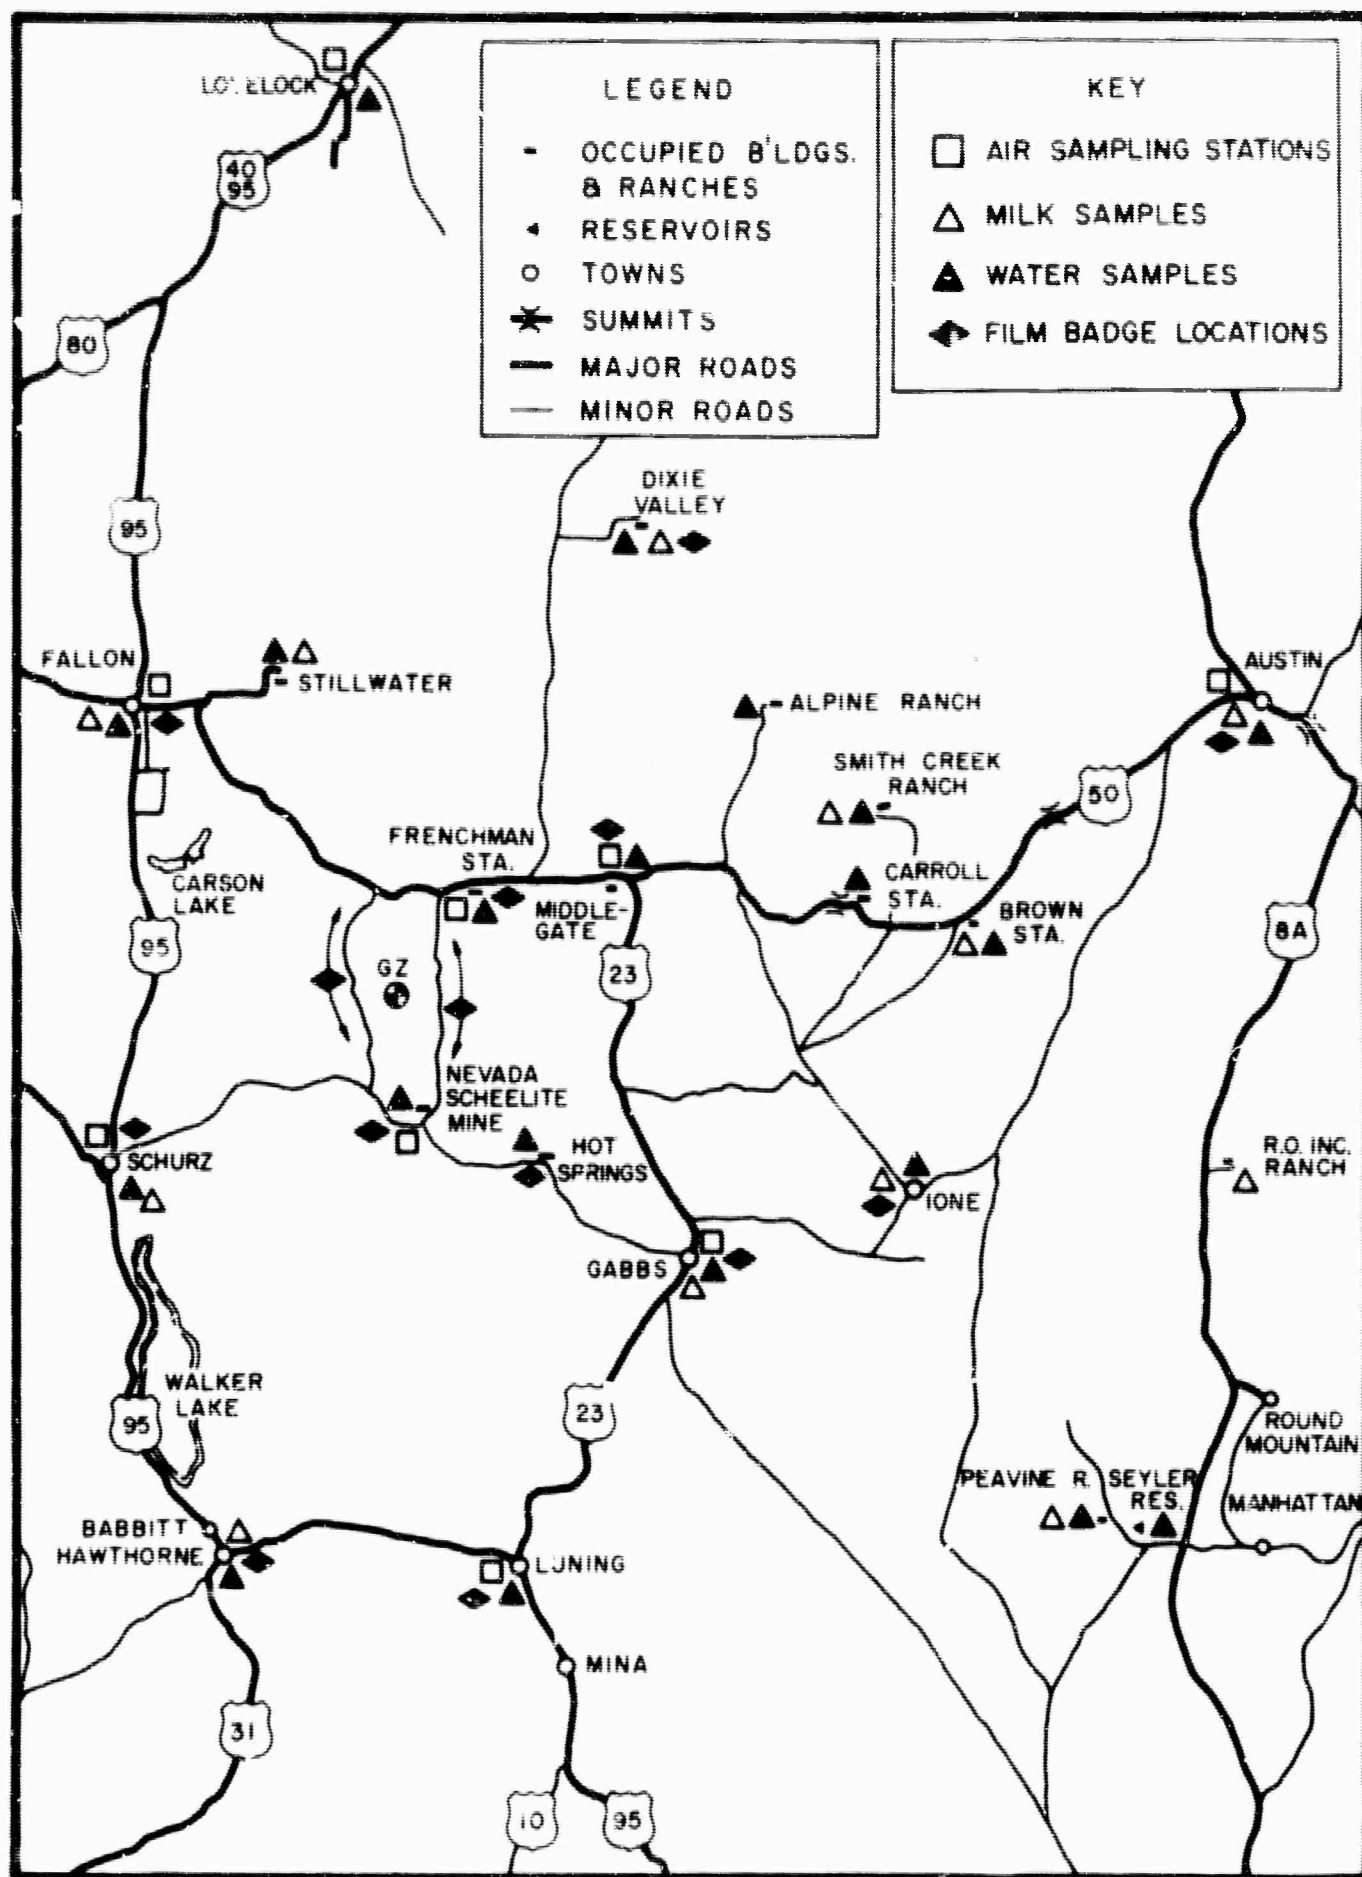 LOVELOCK
40
95
80
95
LEGEND
OCCUPIED B'LDGS.
& RANCHES
RESERVOIRS
TOWNS
SUMMITS
MAJOR ROADS
MINOR ROADS
KEY
AIR SAMPLING STATIONS
MILK SAMPLES
WATER SAMPLES
FILM BADGE LOCATIONS
DIXIE
VALLEY
FALLON
STILLWATER
ALPINE RANCH
AUSTIN
SMITH CREEK
RANCH
50
FRENCHMAN
STA.
CARSON
LAKE
MIDDLE-
GATE
CARROLL
STA.
BROWN
STA.
8A
95
GZ
23
NEVADA
SCHEELITE
MINE
HOT
SPRINGS
SCHURZ
IONE
R.O. INC.
RANCH
GABBS
WALKER
LAKE
95
23
ROUND
MOUNTAIN
PEAVINE R.
SEYLER
RES.
MANHATTAN
BABBITT
HAWTHORNE
LUNING
MINA
31
10
95